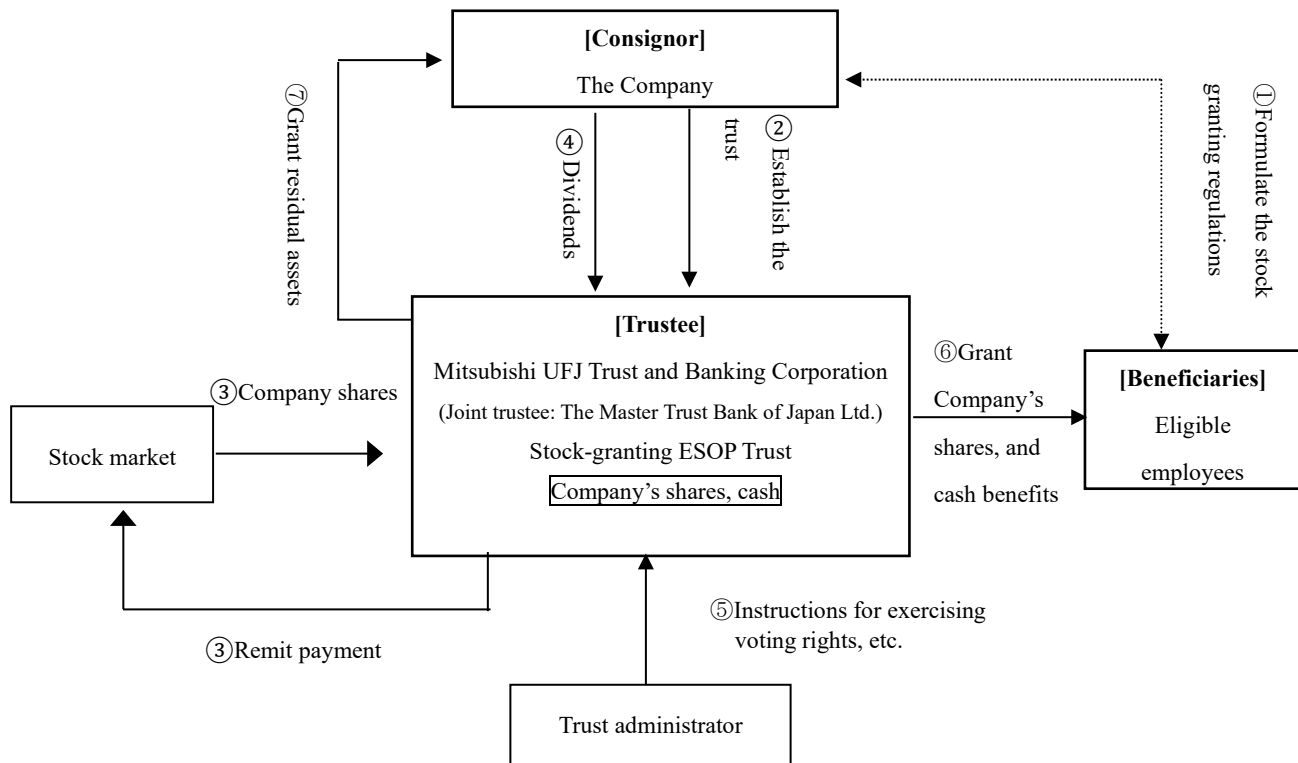 [Consignor]
The Company
⑦Grant residual assets
④ Dividends
② Establish the
trust
①Formulate the stock
granting regulations
[Trustee]
Mitsubishi UFJ Trust and Banking Corporation
(Joint trustee: The Master Trust Bank of Japan Ltd.)
Stock-granting ESOP Trust
Company’s shares, cash
③Company shares
Stock market
③Remit payment
⑥Grant
Company’s
shares, and
cash benefits
[Beneficiaries]
Eligible
employees
⑤Instructions for exercising
voting rights, etc.
Trust administrator